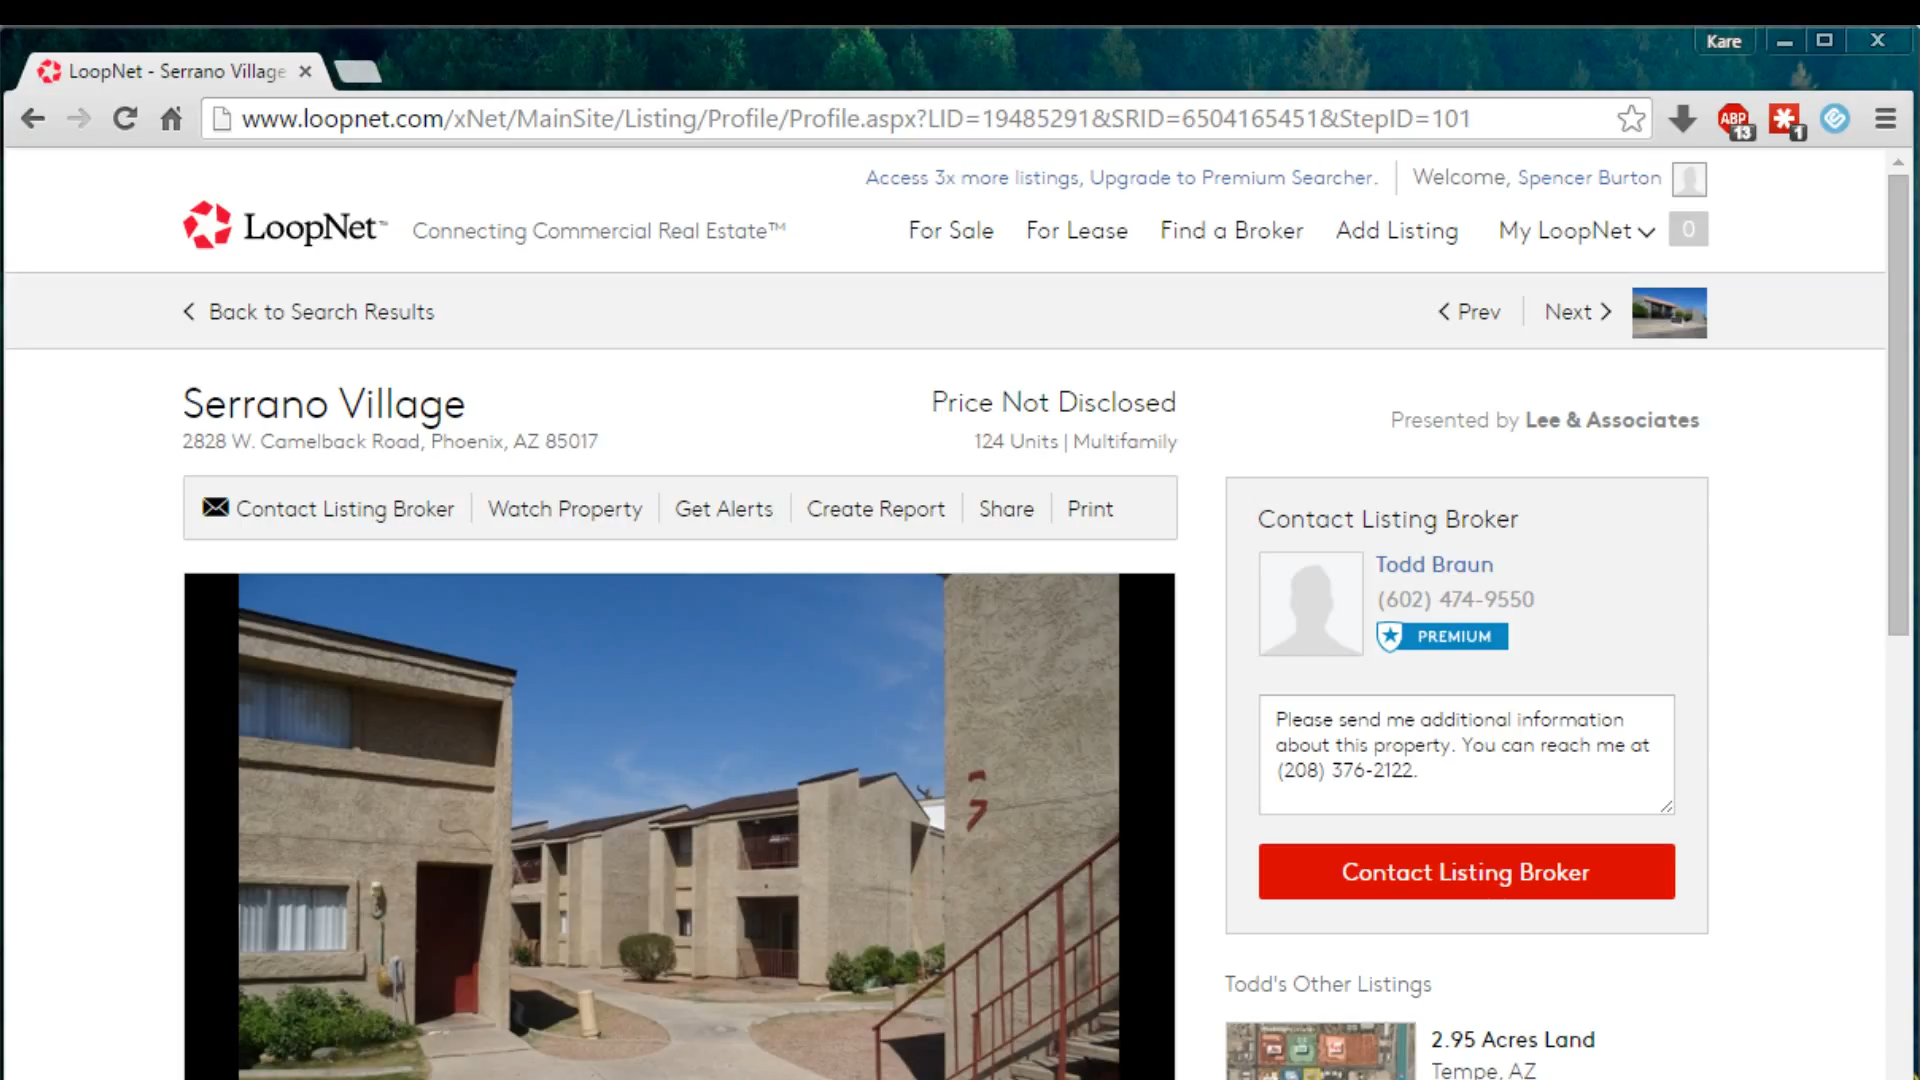 Kare
LoopNet - Serrano Village
www.loopnet.com/xNet/MainSite/Listing/Profile/Profile.aspx?LID=19485291&SRID=6504165451&StepID=101
ABP
13
1
Access 3x more listings, Upgrade to Premium Searcher.
Welcome, Spencer Burton
LoopNet™
Connecting Commercial Real Estate™
For Sale
For Lease
Find a Broker
Add Listing
My LoopNet
0
Back to Search Results
Prev
Next
Serrano Village
Price Not Disclosed
2828 W. Camelback Road, Phoenix, AZ 85017
124 Units | Multifamily
Presented by Lee & Associates
Contact Listing Broker
Watch Property
Get Alerts
Create Report
Share
Print
Contact Listing Broker
Todd Braun
(602) 474-9550
PREMIUM
Please send me additional information
about this property. You can reach me at
(208) 376-2122.
Contact Listing Broker
Todd's Other Listings
2.95 Acres Land
Tempe, AZ